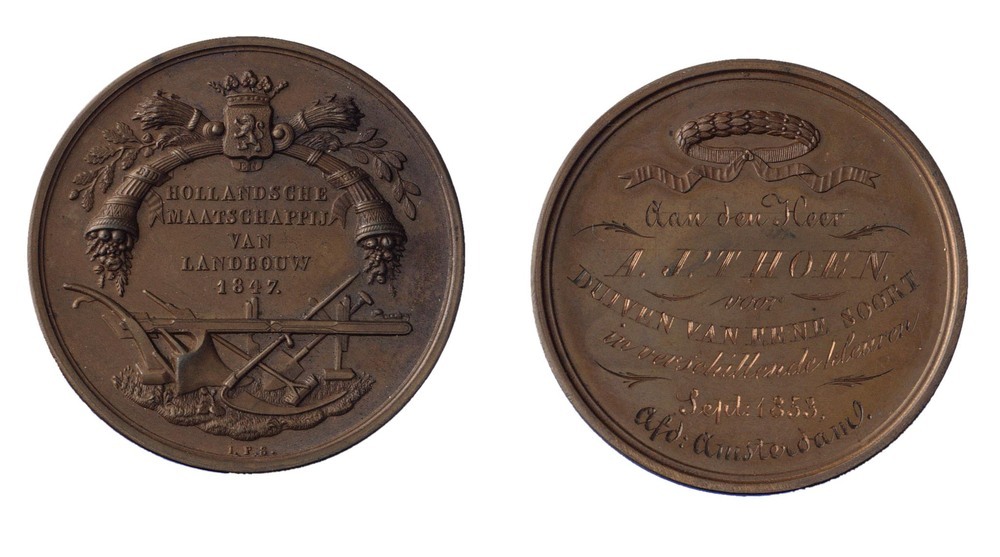 HOLLANDSCHE
MAATSCHAPPIJ
VAN
LANDBOUW
1847.
Aan den Heer
A. J. 'T HOEN.
voor
DUIVEN VAN EENE SOORT
in verschillende kleuren
Sept: 1853.
Afd: Amsterdam.